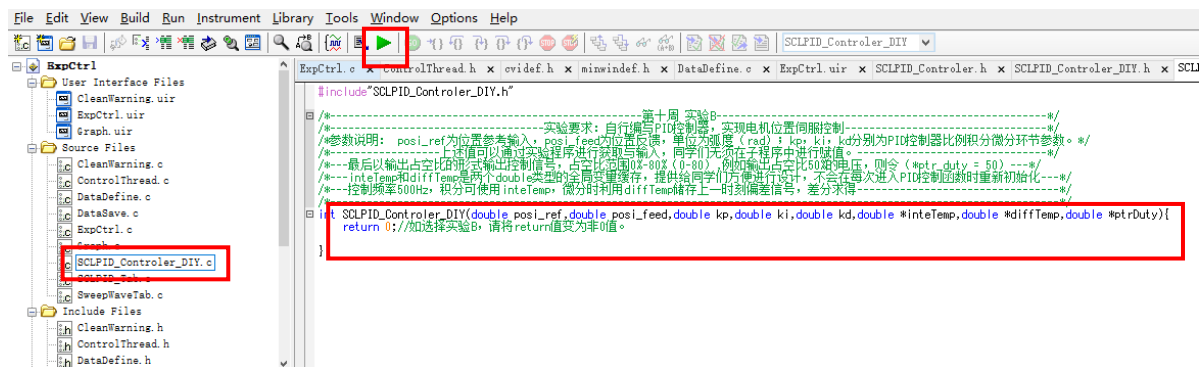 File Edit View Build Run Instrument Library Tools Window Options Help
SCLPID_Controler_DIY
ExpCtrl
User Interface Files
CleanWarning.uir
ExpCtrl.uir
Graph.uir
Source Files
CleanWarning.c
ControlThread.c
DataDefine.c
DataSave.c
ExpCtrl.c
Graph.c
SCLPID_Controler_DIY.c
SCLPID_Tab.c
SweepWaveTab.c
Include Files
CleanWarning.h
ControlThread.h
DataDefine.h
ExpCtrl.c x ControlThread.h x cvidef.h x minwindef.h x DataDefine.c x ExpCtrl.uir x SCLPID_Controler.h x SCLPID_Controler_DIY.h x SCL
#include"SCLPID_Controler_DIY.h"
/*---第十周 实验B---*/
/*---实验要求：自行编写PID控制器，实现电机位置伺服控制---*/
/*参数说明： posi_ref为位置参考输入，posi_feed为位置反馈，单位为弧度（rad）；kp，ki，kd分别为PID控制器比例积分微分环节参数。*/
/*---上述值可以通过实验程序进行获取与输入，同学们无须在子程序中进行赋值。---*/
/*---最后以输出占空比的形式输出控制信号，占空比范围0%-80%（0-80），例如输出占空比50%的电压，则令（*ptr_duty = 50）---*/
/*---inteTemp和diffTemp是两个double类型的全局变量缓存，提供给同学们方便进行设计，不会在每次进入PID控制函数时重新初始化---*/
/*---控制频率500Hz，积分可使用inteTemp，微分时利用diffTemp储存上一时刻偏差信号，差分求得---*/
/*---*/
int SCLPID_Controler_DIY(double posi_ref,double posi_feed,double kp,double ki,double kd,double *inteTemp,double *diffTemp,double *ptrDuty){
return 0;//如选择实验B，请将return值变为非0值。
}